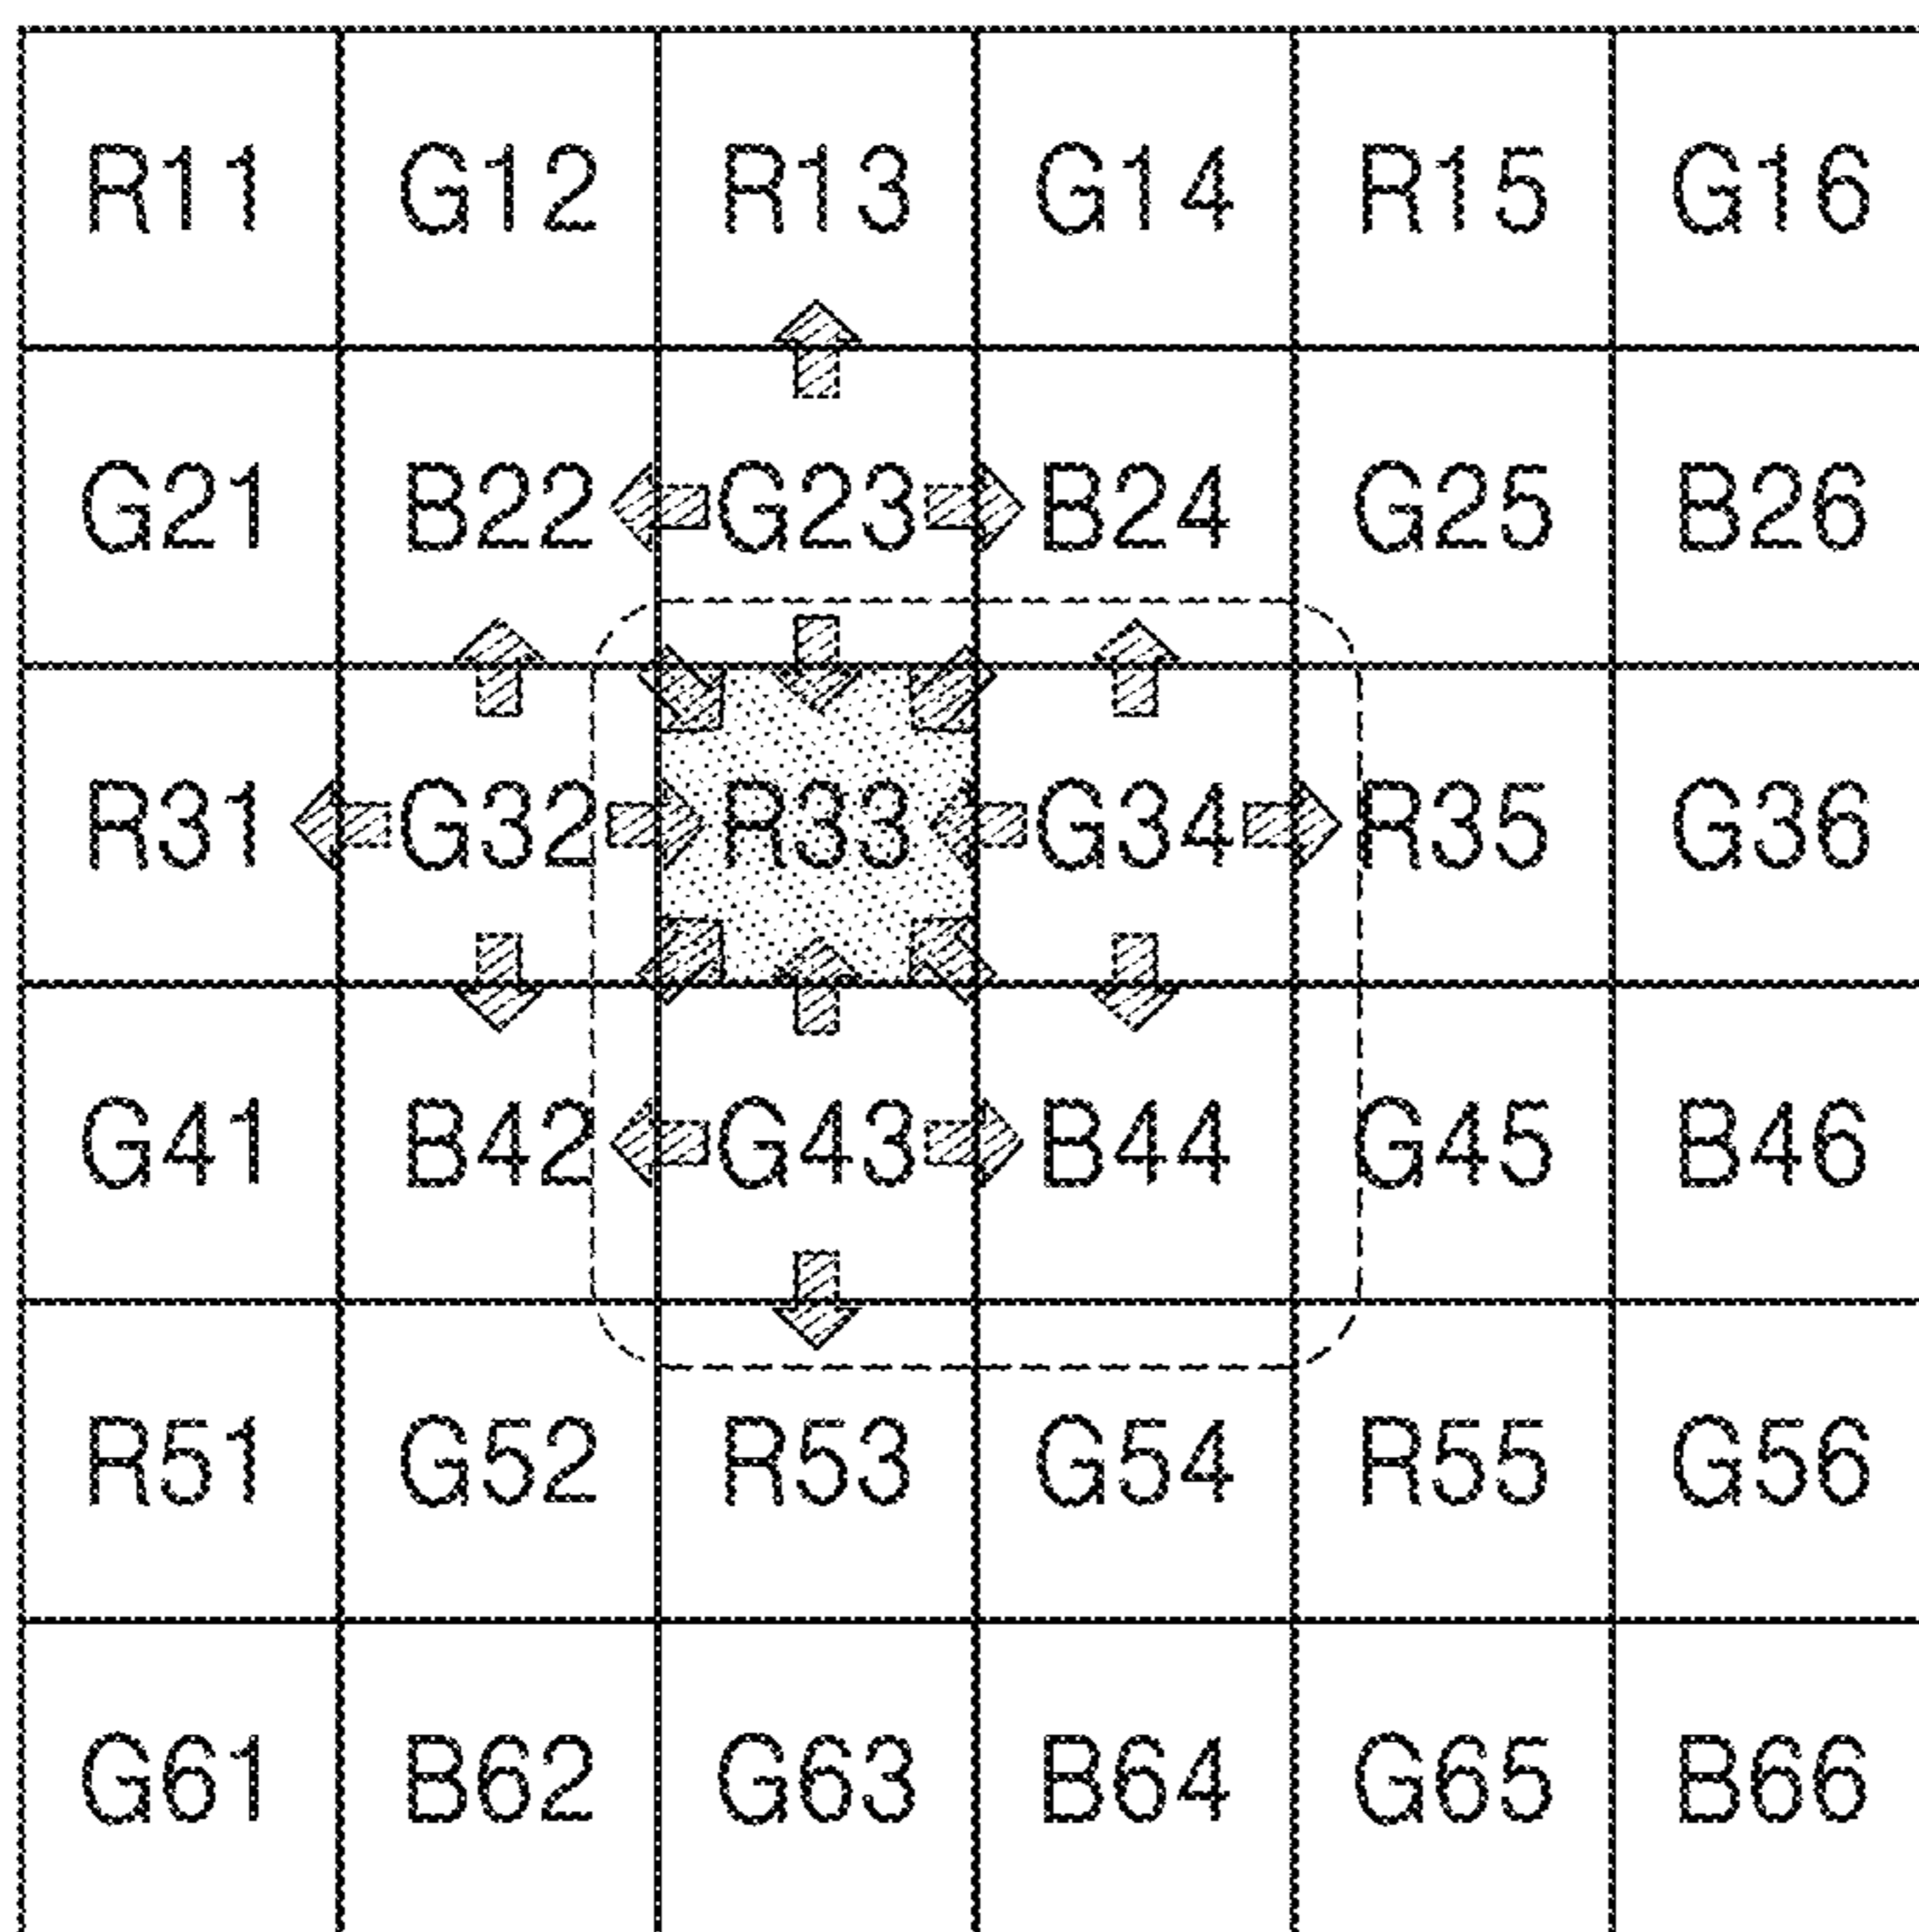 R11 G12 R13 G14 R15 G16
G21 B22 G23 B24 G25 B26
R31 G32 R33 G34 R35 G36
G41 B42 G43 B44 G45 B46
R51 G52 R53 G54 R55 G56
G61 B62 G63 B64 G65 B66